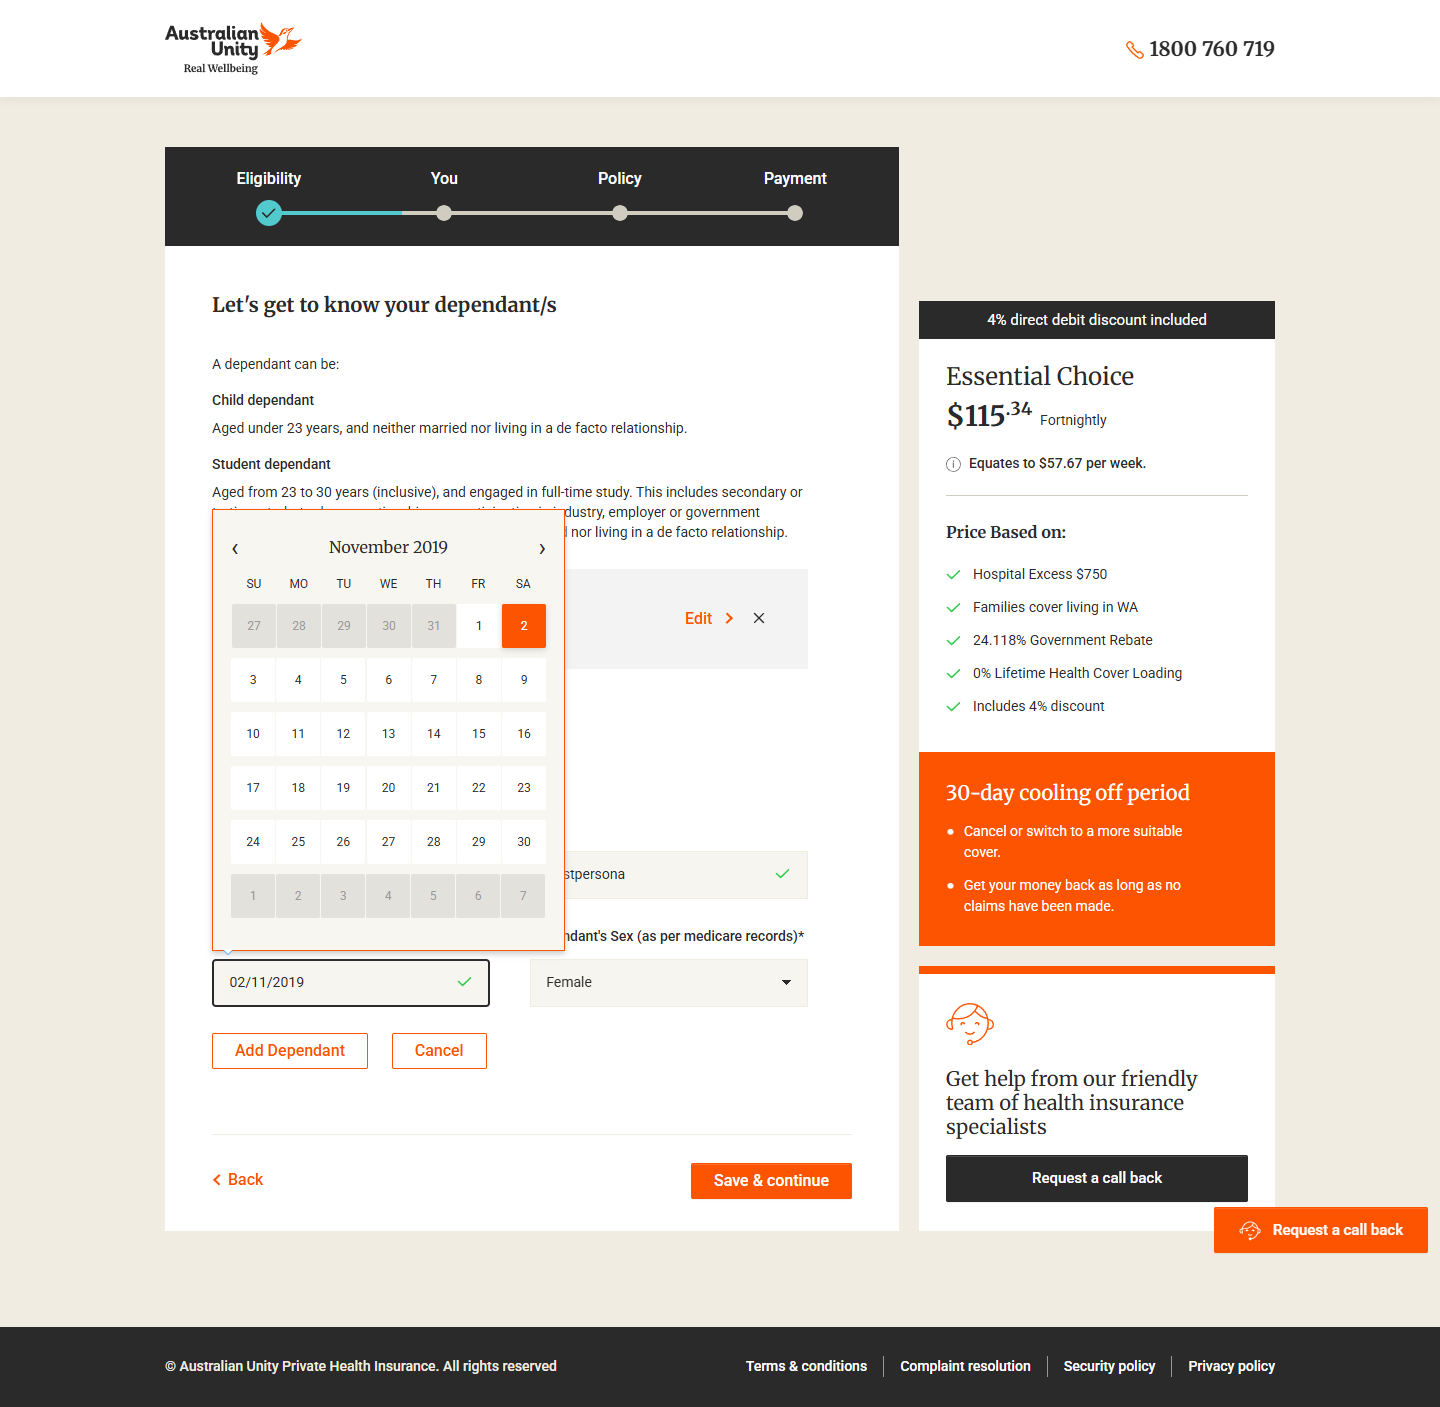 Australian
Unity
Real Wellbeing
1800 760 719
Eligibility
You
Policy
Payment
Let's get to know your dependant/s
A dependant can be:
Child dependant
Aged under 23 years, and neither married nor living in a de facto relationship.
Student dependant
Aged from 23 to 30 years (inclusive), and engaged in full-time study. This includes secondary or
industry, employer or government
nor living in a de facto relationship.
‹ November 2019 ›
SU MO TU WE TH FR SA
27 28 29 30 31 1 2
3 4 5 6 7 8 9
10 11 12 13 14 15 16
17 18 19 20 21 22 23
24 25 26 27 28 29 30
1 2 3 4 5 6 7
Edit
stpersona
ndant's Sex (as per medicare records)*
02/11/2019
Female
Add Dependant
Cancel
Back
Save & continue
4% direct debit discount included
Essential Choice
$115.34 Fortnightly
Equates to $57.67 per week.
Price Based on:
Hospital Excess $750
Families cover living in WA
24.118% Government Rebate
0% Lifetime Health Cover Loading
Includes 4% discount
30-day cooling off period
Cancel or switch to a more suitable
cover.
Get your money back as long as no
claims have been made.
Get help from our friendly
team of health insurance
specialists
Request a call back
Request a call back
© Australian Unity Private Health Insurance. All rights reserved
Terms & conditions
Complaint resolution
Security policy
Privacy policy